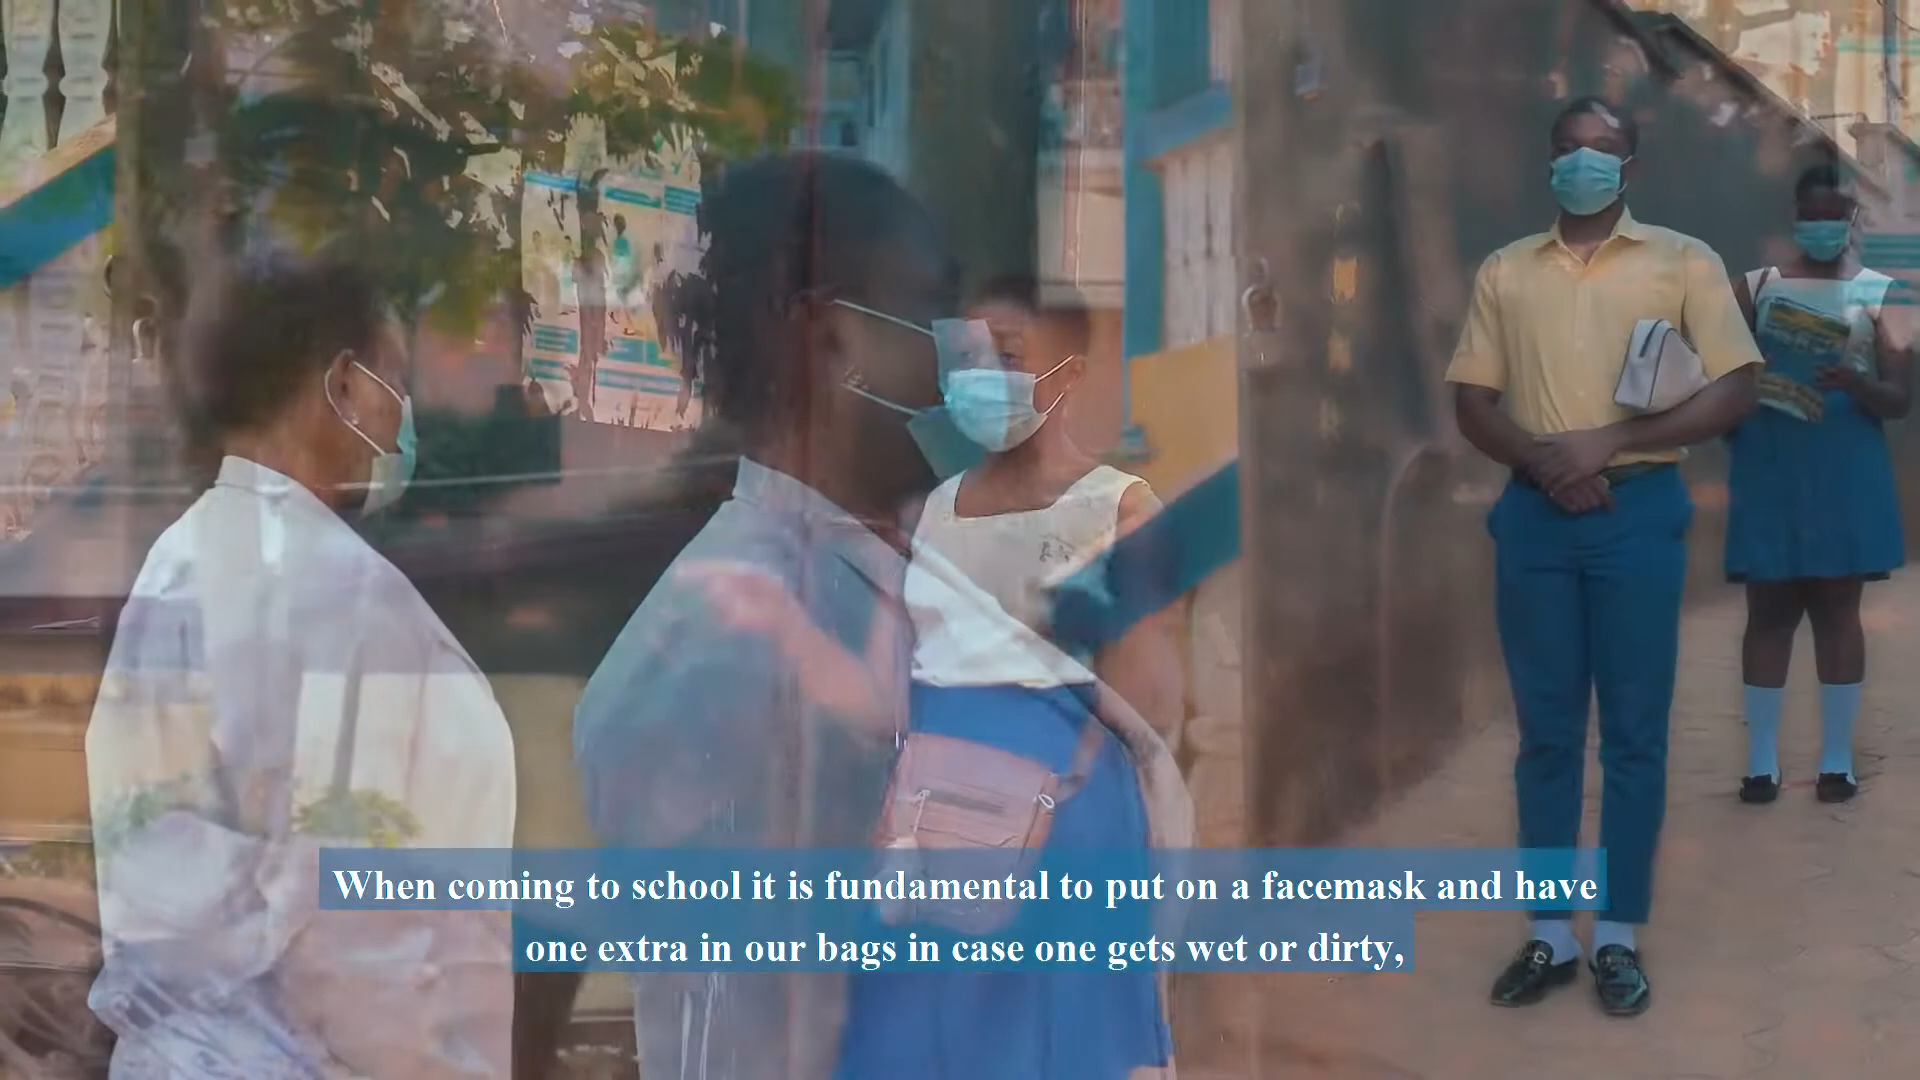 When coming to school it is fundamental to put on a facemask and have
one extra in our bags in case one gets wet or dirty,